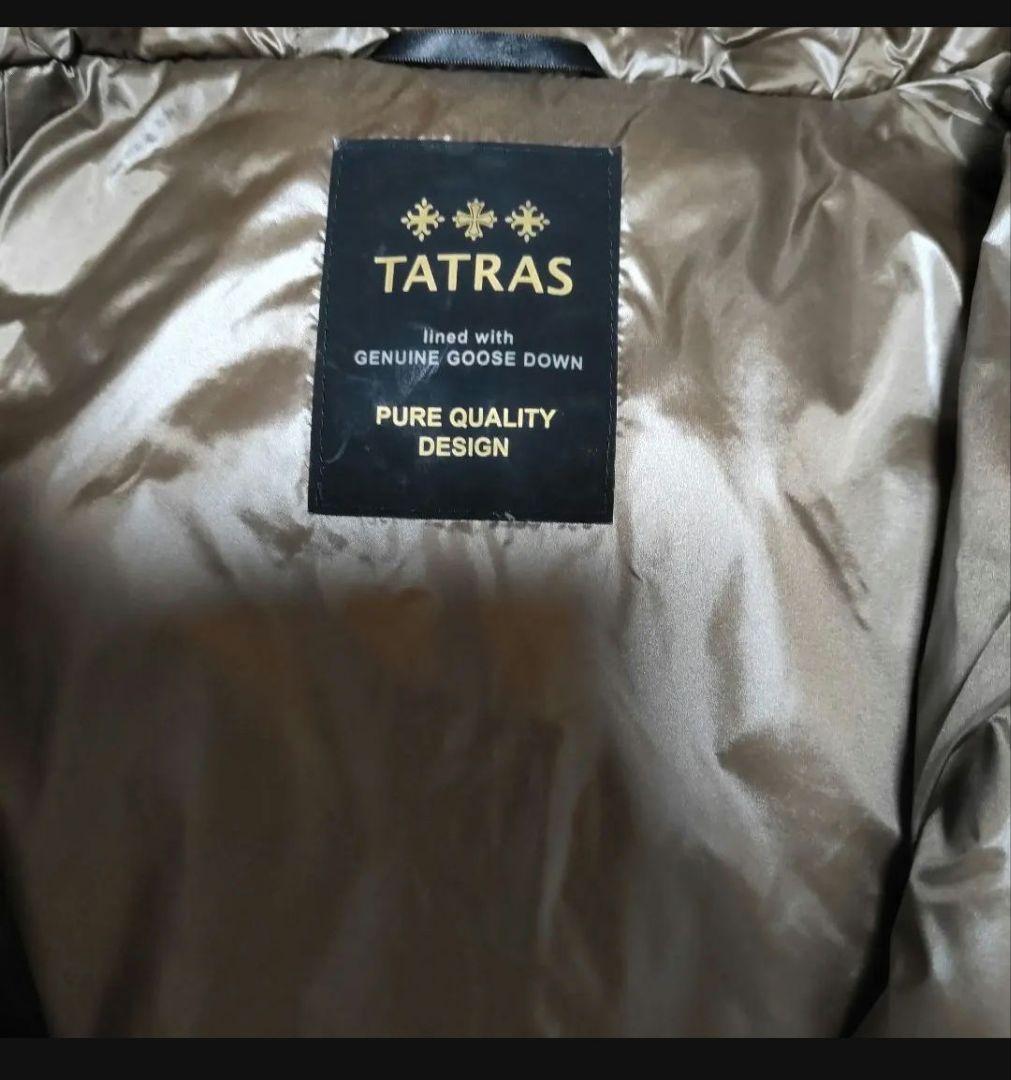 TATRAS
lined with
GENUINE GOOSE DOWN
PURE QUALITY
DESIGN